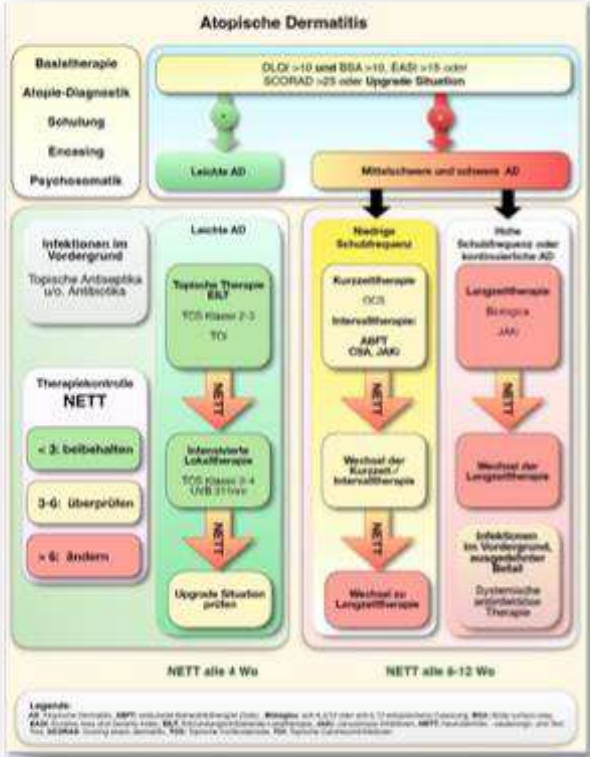 Atopische Dermatitis
Basistherapie
Atopie-Diagnostik
Schulung
Encasing
Psychosomatik
DLQI >10 und BSA >10, EASI >15 oder
SCORAD >25 oder Upgrade Situation
Leichte AD
Mittelschwere und schwere AD
Infektionen im
Vordergrund
Topische Antiseptika
u/o. Antibiotika
Therapiekontrolle
NETT
< 3: beibehalten
3-6: überprüfen
> 6: ändern
Leichte AD
Topische Therapie
EILT
TCS Klasse 2-3
TCI
NETT
Intensivierte
Lokaltherapie
TCS Klasse 3-4
UVB 311nm
NETT
Upgrade Situation
prüfen
Niedrige
Schubfrequenz
Kurzzeittherapie
OCS
Intervalltherapie:
ABFT
CSA, JAKi
NETT
Wechsel der
Kurzzeit-/
Intervalltherapie
NETT
Wechsel zu
Langzeittherapie
Hohe
Schubfrequenz oder
kontinuierliche AD
Langzeittherapie
Biologica
JAKi
NETT
Wechsel der
Langzeittherapie
Infektionen
im Vordergrund,
ausgedehnter
Befall
Systemische
antiinfektiöse
Therapie
NETT alle 4 Wo
NETT alle 8-12 Wo
Legende: